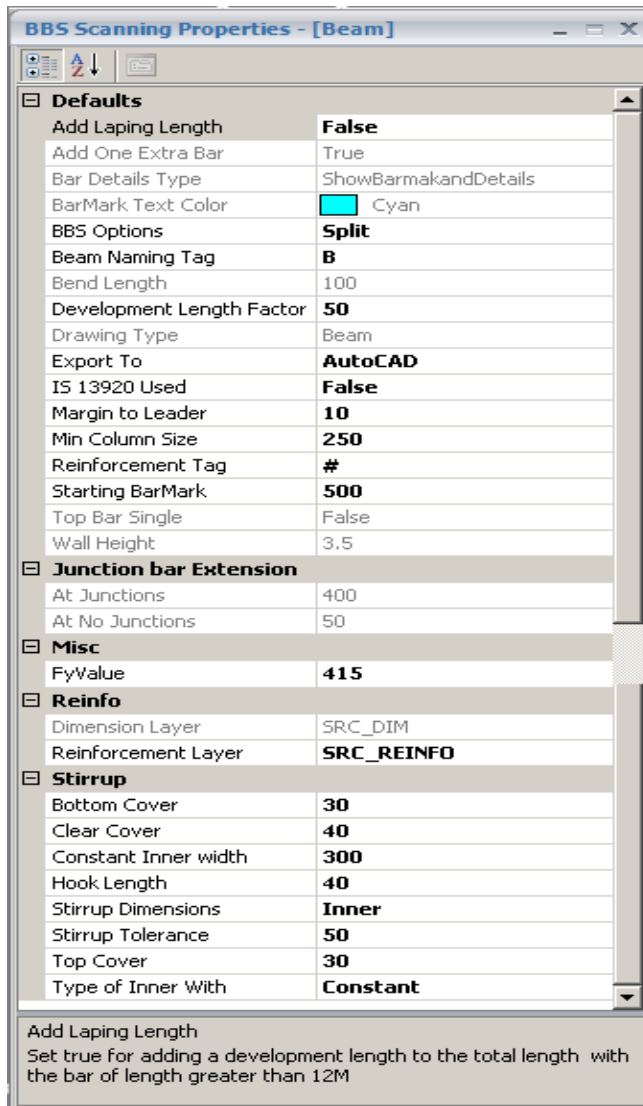 BBS Scanning Properties - [Beam]
Defaults
Add Laping Length False
Add One Extra Bar True
Bar Details Type ShowBarmakandDetails
BarMark Text Color Cyan
BBS Options Split
Beam Naming Tag B
Bend Length 100
Development Length Factor 50
Drawing Type Beam
Export To AutoCAD
IS 13920 Used False
Margin to Leader 10
Min Column Size 250
Reinforcement Tag #
Starting BarMark 500
Top Bar Single False
Wall Height 3.5
Junction bar Extension
At Junctions 400
At No Junctions 50
Misc
FyValue 415
Reinfo
Dimension Layer SRC_DIM
Reinforcement Layer SRC_REINFO
Stirrup
Bottom Cover 30
Clear Cover 40
Constant Inner width 300
Hook Length 40
Stirrup Dimensions Inner
Stirrup Tolerance 50
Top Cover 30
Type of Inner With Constant
Add Laping Length
Set true for adding a development length to the total length with
the bar of length greater than 12M